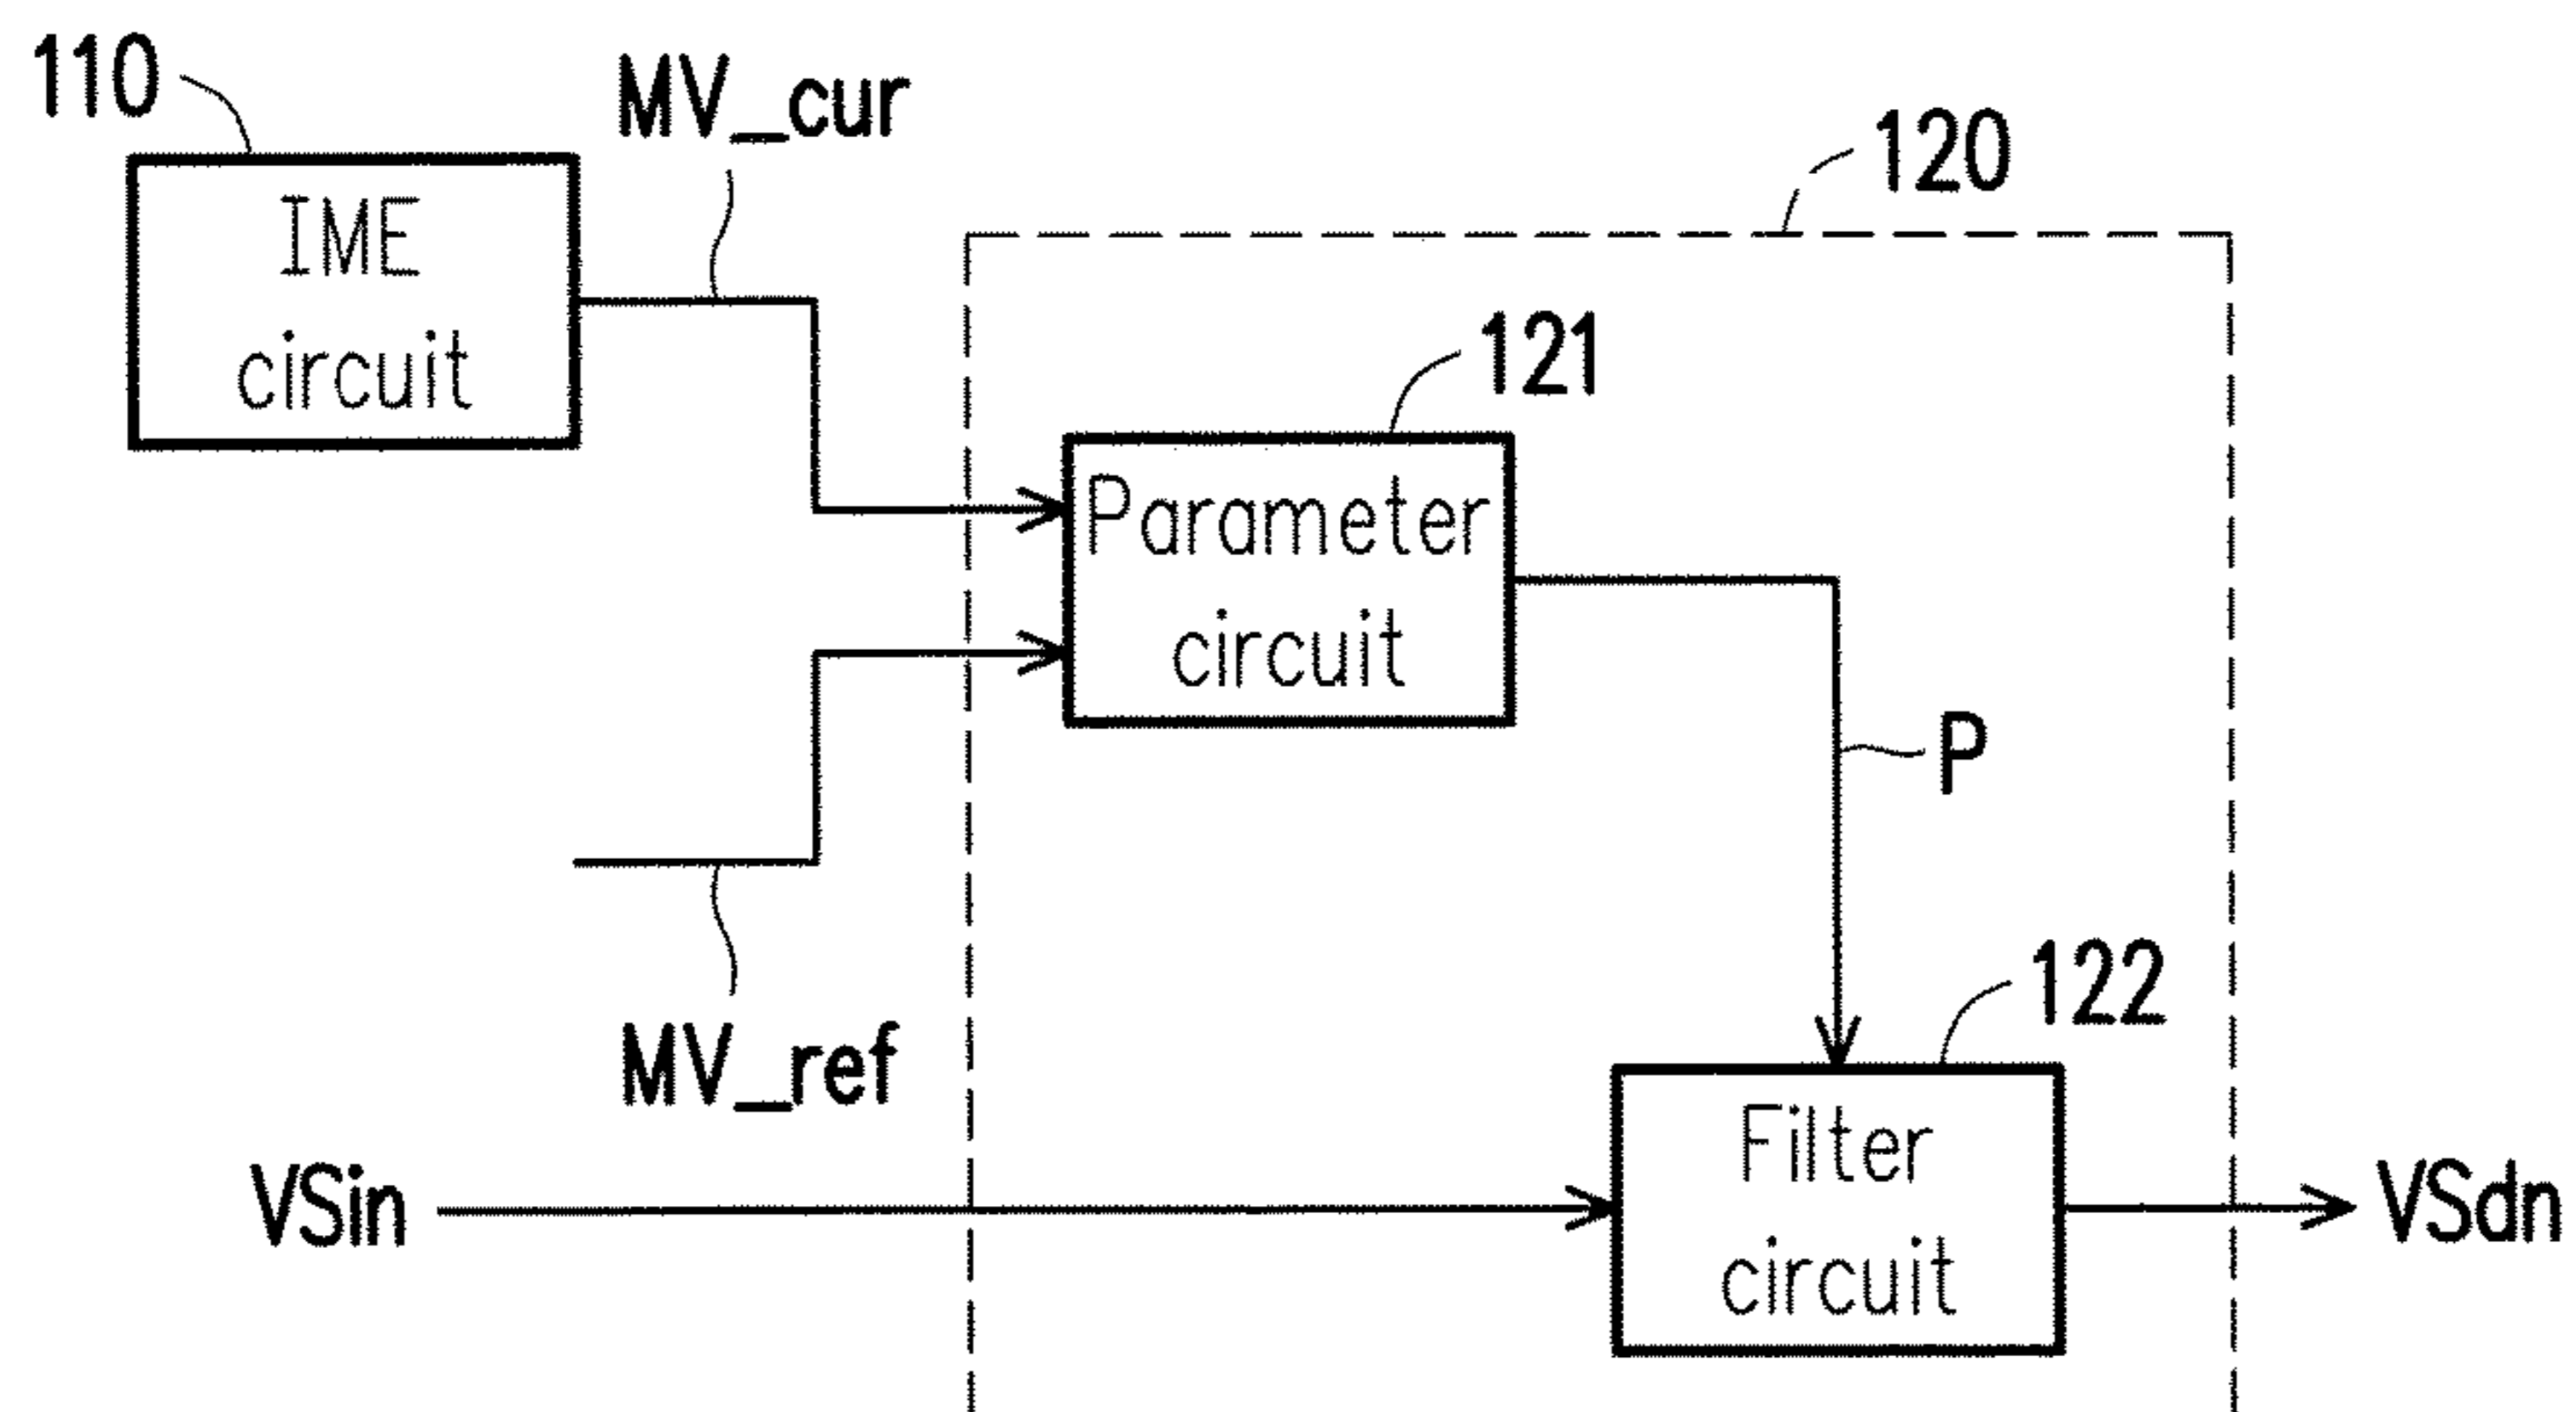 110
MV_cur
120
IME
circuit
121
Parameter
circuit
P
MV_ref
122
VSin
Filter
circuit
VSdn